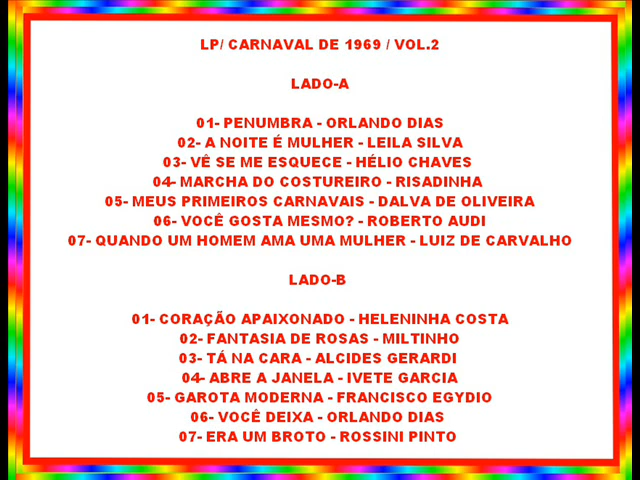 LP/ CARNAVAL DE 1969 / VOL.2
LADO-A
01- PENUMBRA - ORLANDO DIAS
02- A NOITE É MULHER - LEILA SILVA
03- VÊ SE ME ESQUECE - HÉLIO CHAVES
04- MARCHA DO COSTUREIRO - RISADINHA
05- MEUS PRIMEIROS CARNAVAIS - DALVA DE OLIVEIRA
06- VOCÊ GOSTA MESMO? - ROBERTO AUDI
07- QUANDO UM HOMEM AMA UMA MULHER - LUIZ DE CARVALHO
LADO-B
01- CORAÇÃO APAIXONADO - HELENINHA COSTA
02- FANTASIA DE ROSAS - MILTINHO
03- TÁ NA CARA - ALCIDES GERARDI
04- ABRE A JANELA - IVETE GARCIA
05- GAROTA MODERNA - FRANCISCO EGYDIO
06- VOCÊ DEIXA - ORLANDO DIAS
07- ERA UM BROTO - ROSSINI PINTO